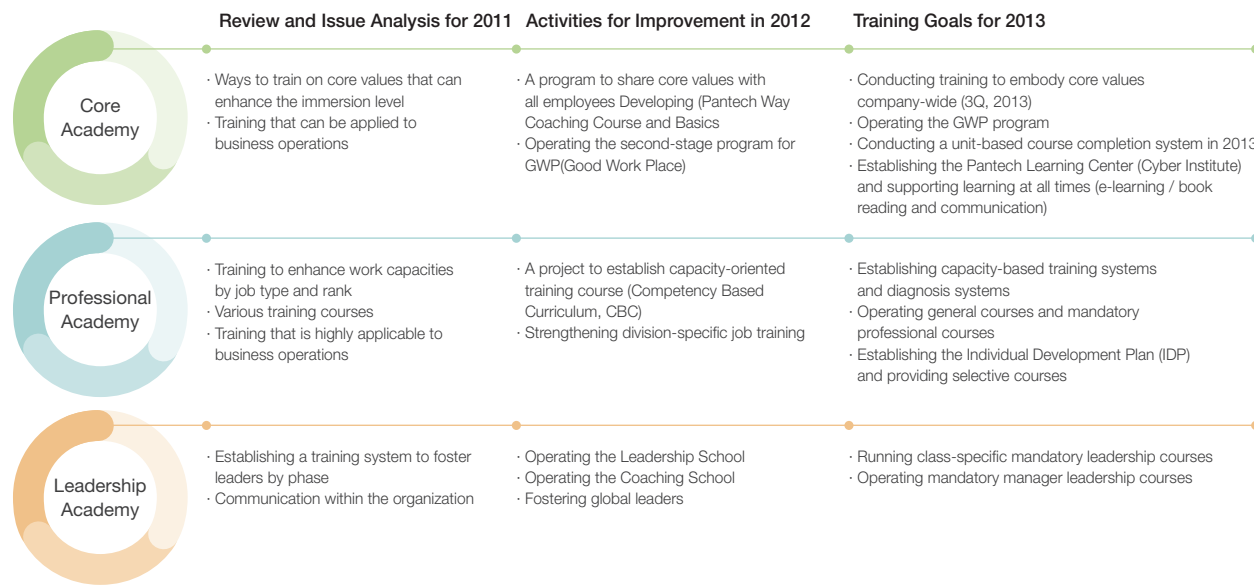 Review and Issue Analysis for 2011
Activities for Improvement in 2012
Training Goals for 2013
Core
Academy
· Ways to train on core values that can
enhance the immersion level
· Training that can be applied to
business operations
· A program to share core values with
all employees Developing (Pantech Way
Coaching Course and Basics
· Operating the second-stage program for
GWP(Good Work Place)
· Conducting training to embody core values
company-wide (3Q, 2013)
· Operating the GWP program
· Conducting a unit-based course completion system in 2013
· Establishing the Pantech Learning Center (Cyber Institute)
and supporting learning at all times (e-learning / book
reading and communication)
Professional
Academy
· Training to enhance work capacities
by job type and rank
· Various training courses
· Training that is highly applicable to
business operations
· A project to establish capacity-oriented
training course (Competency Based
Curriculum, CBC)
· Strengthening division-specific job training
· Establishing capacity-based training systems
and diagnosis systems
· Operating general courses and mandatory
professional courses
· Establishing the Individual Development Plan (IDP)
and providing selective courses
Leadership
Academy
· Establishing a training system to foster
leaders by phase
· Communication within the organization
· Operating the Leadership School
· Operating the Coaching School
· Fostering global leaders
· Running class-specific mandatory leadership courses
· Operating mandatory manager leadership courses